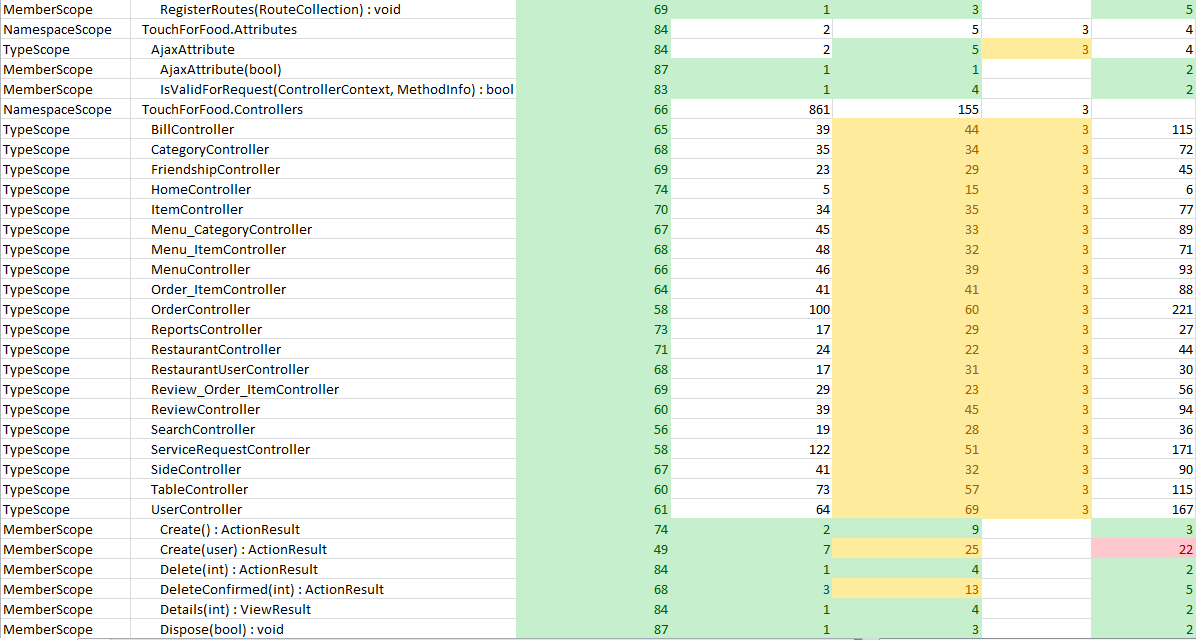 MemberScope RegisterRoutes(RouteCollection) : void 69 1 3 5
NamespaceScope TouchForFood.Attributes 84 2 5 3 4
TypeScope AjaxAttribute 84 2 5 3 4
MemberScope AjaxAttribute(bool) 87 1 1 2
MemberScope IsValidForRequest(ControllerContext, MethodInfo) : bool 83 1 4 2
NamespaceScope TouchForFood.Controllers 66 861 155 3
TypeScope BillController 65 39 44 3 115
TypeScope CategoryController 68 35 34 3 72
TypeScope FriendshipController 69 23 29 3 45
TypeScope HomeController 74 5 15 3 6
TypeScope ItemController 70 34 35 3 77
TypeScope Menu_CategoryController 67 45 33 3 89
TypeScope Menu_ItemController 68 48 32 3 71
TypeScope MenuController 66 46 39 3 93
TypeScope Order_ItemController 64 41 41 3 88
TypeScope OrderController 58 100 60 3 221
TypeScope ReportsController 73 17 29 3 27
TypeScope RestaurantController 71 24 22 3 44
TypeScope RestaurantUserController 68 17 31 3 30
TypeScope Review_Order_ItemController 69 29 23 3 56
TypeScope ReviewController 60 39 45 3 94
TypeScope SearchController 56 19 28 3 36
TypeScope ServiceRequestController 58 122 51 3 171
TypeScope SideController 67 41 32 3 90
TypeScope TableController 60 73 57 3 115
TypeScope UserController 61 64 69 3 167
MemberScope Create() : ActionResult 74 2 9 3
MemberScope Create(user) : ActionResult 49 7 25 22
MemberScope Delete(int) : ActionResult 84 1 4 2
MemberScope DeleteConfirmed(int) : ActionResult 68 3 13 5
MemberScope Details(int) : ViewResult 84 1 4 2
MemberScope Dispose(bool) : void 87 1 3 2